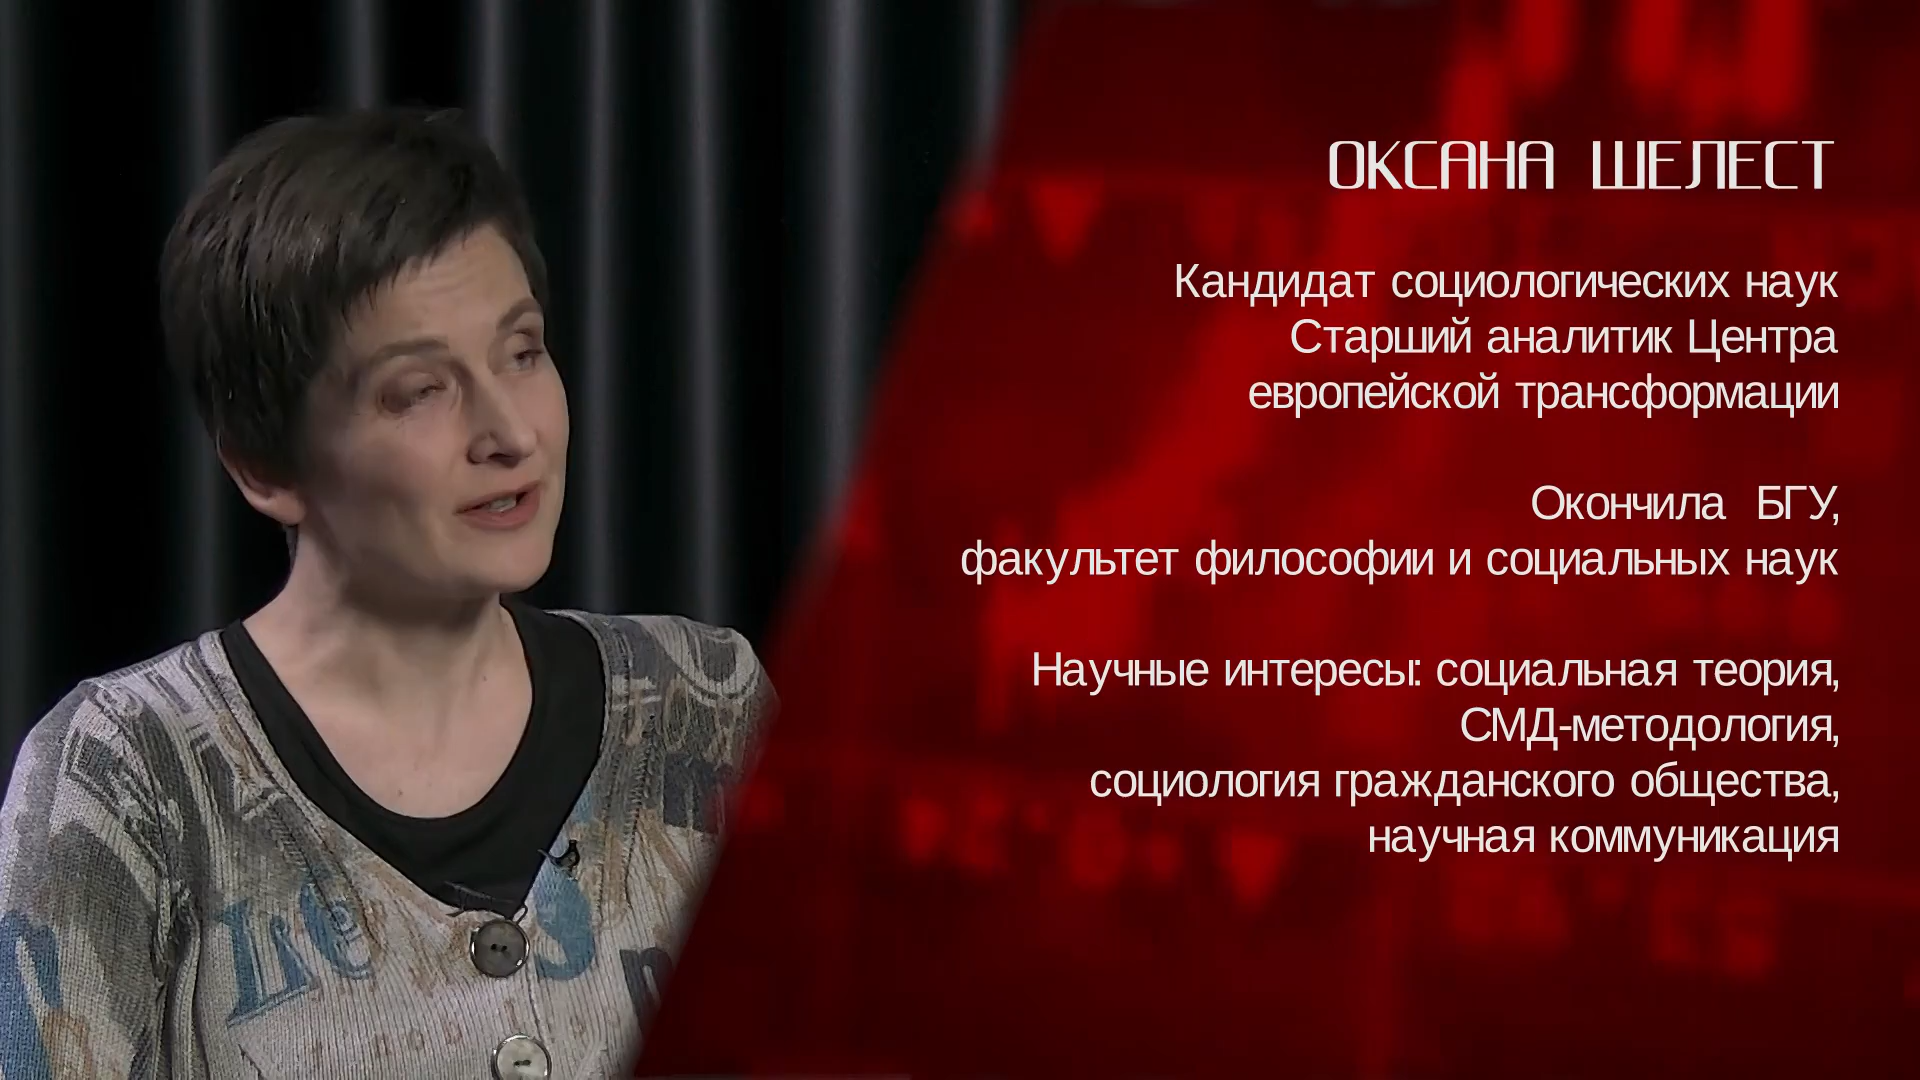 ОКСАНА ШЕЛЕСТ
Кандидат социологических наук
Старший аналитик Центра
европейской трансформации
Окончила БГУ,
факультет философии и социальных наук
Научные интересы: социальная теория,
СМД-методология,
социология гражданского общества,
научная коммуникация